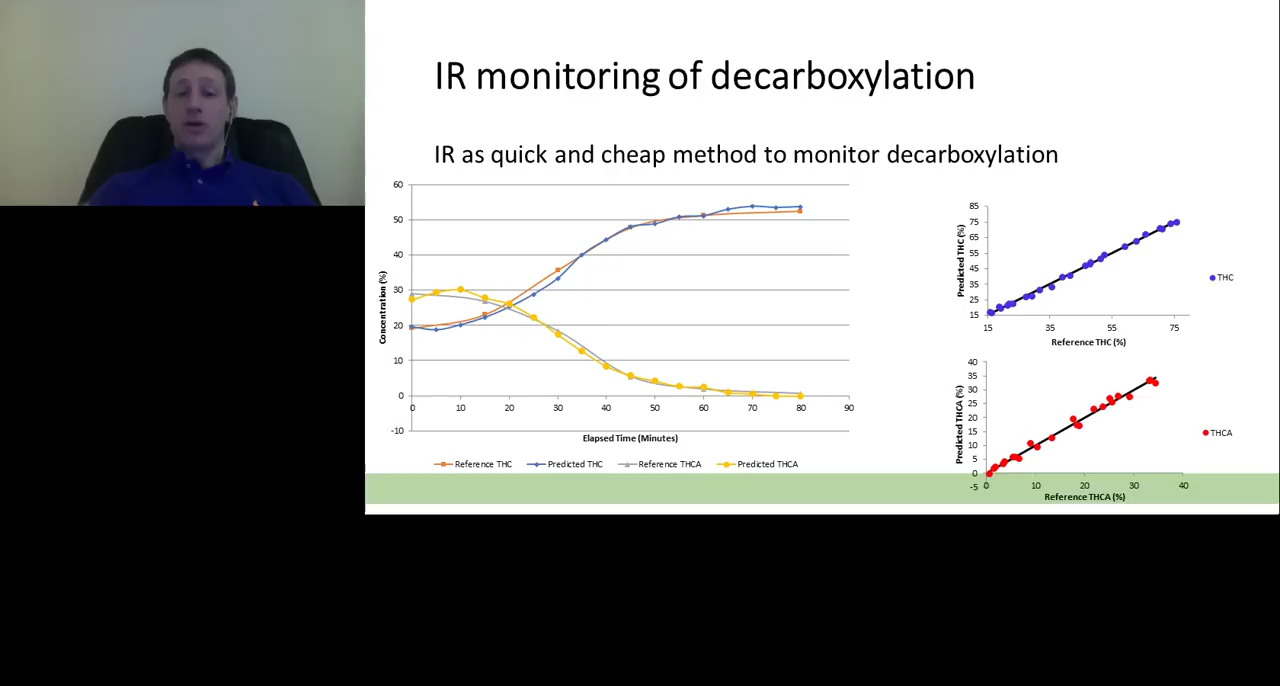 IR monitoring of decarboxylation
IR as quick and cheap method to monitor decarboxylation
60
50
40
30
20
10
0
-10
Concentration (%)
0 10 20 30 40 50 60 70 80 90
Elapsed Time (Minutes)
Reference THC Predicted THC Reference THCA Predicted THCA
85
75
65
55
45
35
25
15
Predicted THC (%)
15 35 55 75
Reference THC (%)
THC
40
35
30
25
20
15
10
5
0
-5
Predicted THCA (%)
0 10 20 30 40
Reference THCA (%)
THCA